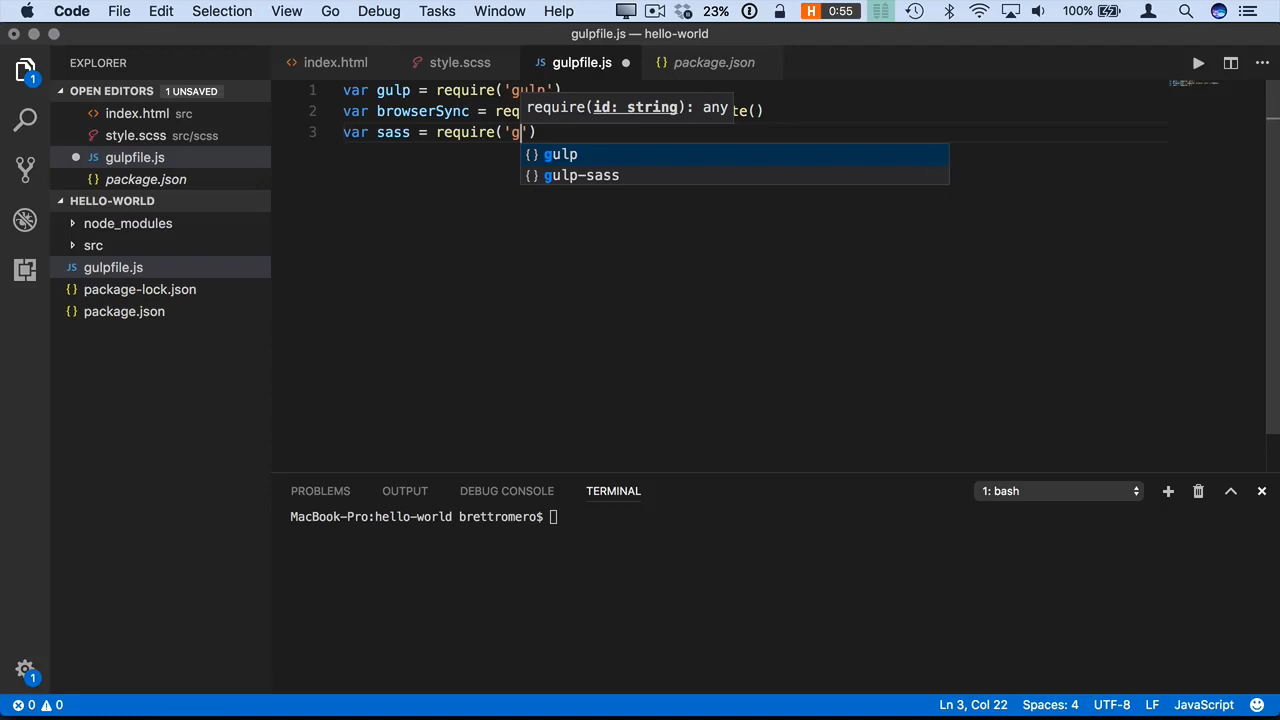 Code File Edit Selection View Go Debug Tasks Window Help 23% H 0:55 100%
gulpfile.js — hello-world
EXPLORER
index.html style.scss gulpfile.js package.json
OPEN EDITORS 1 UNSAVED
index.html src
style.scss src/scss
JS gulpfile.js
package.json
HELLO-WORLD
node_modules
src
JS gulpfile.js
{ } package-lock.json
{ } package.json
1 var gulp = require('gulp')
2 var browserSync = req te()
require(id: string): any
3 var sass = require('g')
{ } gulp
{ } gulp-sass
PROBLEMS OUTPUT DEBUG CONSOLE TERMINAL 1: bash
MacBook-Pro:hello-world brettromero$
1
1
0 0 Ln 3, Col 22 Spaces: 4 UTF-8 LF JavaScript